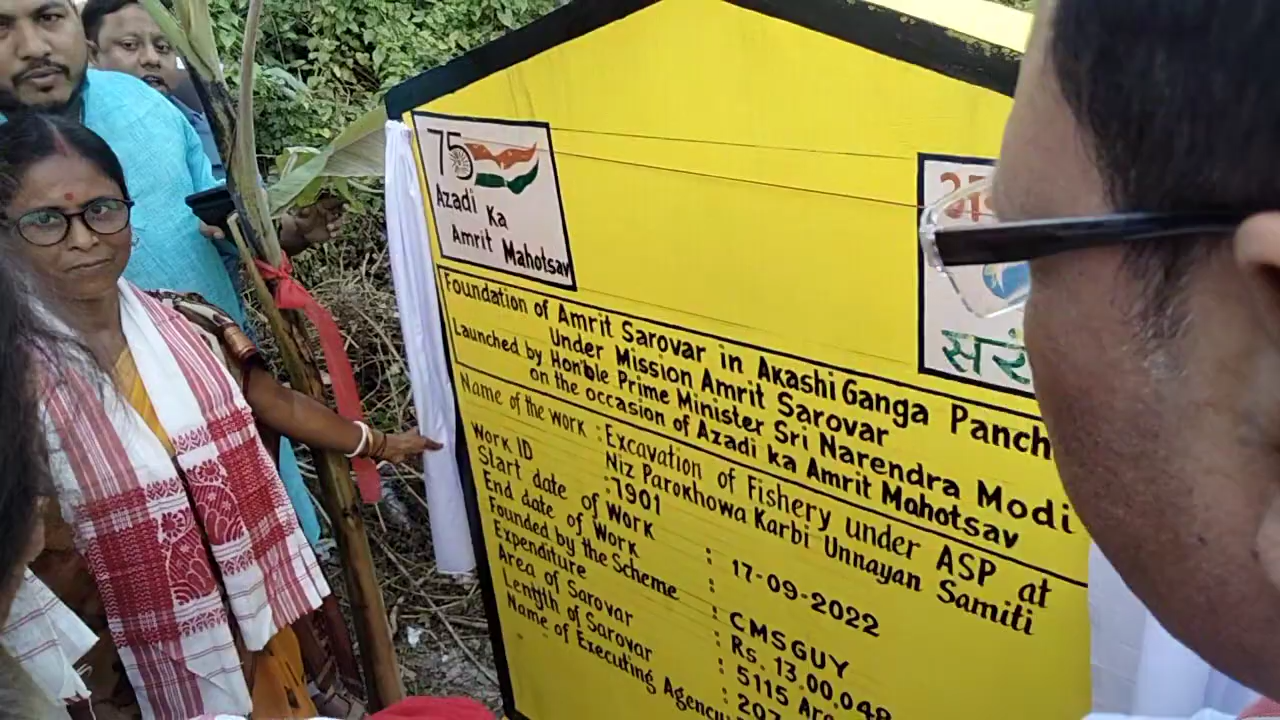 75
Azadi Ka
Amrit Mahotsav
Foundation of Amrit Sarovar in Akashi Ganga Panch
Under Mission Amrit Sarovar
Launched by Hon'ble Prime Minister Sri Narendra Modi
on the occasion of Azadi ka Amrit Mahotsav
Name of the work : Excavation of Fishery under ASP at
Niz Parokhowa Karbi Unnayan Samiti
Work ID : 1901
Start date of Work : 17-09-2022
End date of Work :
Founded by the Scheme : CMSGUY
Expenditure : Rs. 13,00,048
Area of Sarovar : 5115
Length of Sarovar : 207
Name of Executing Agency